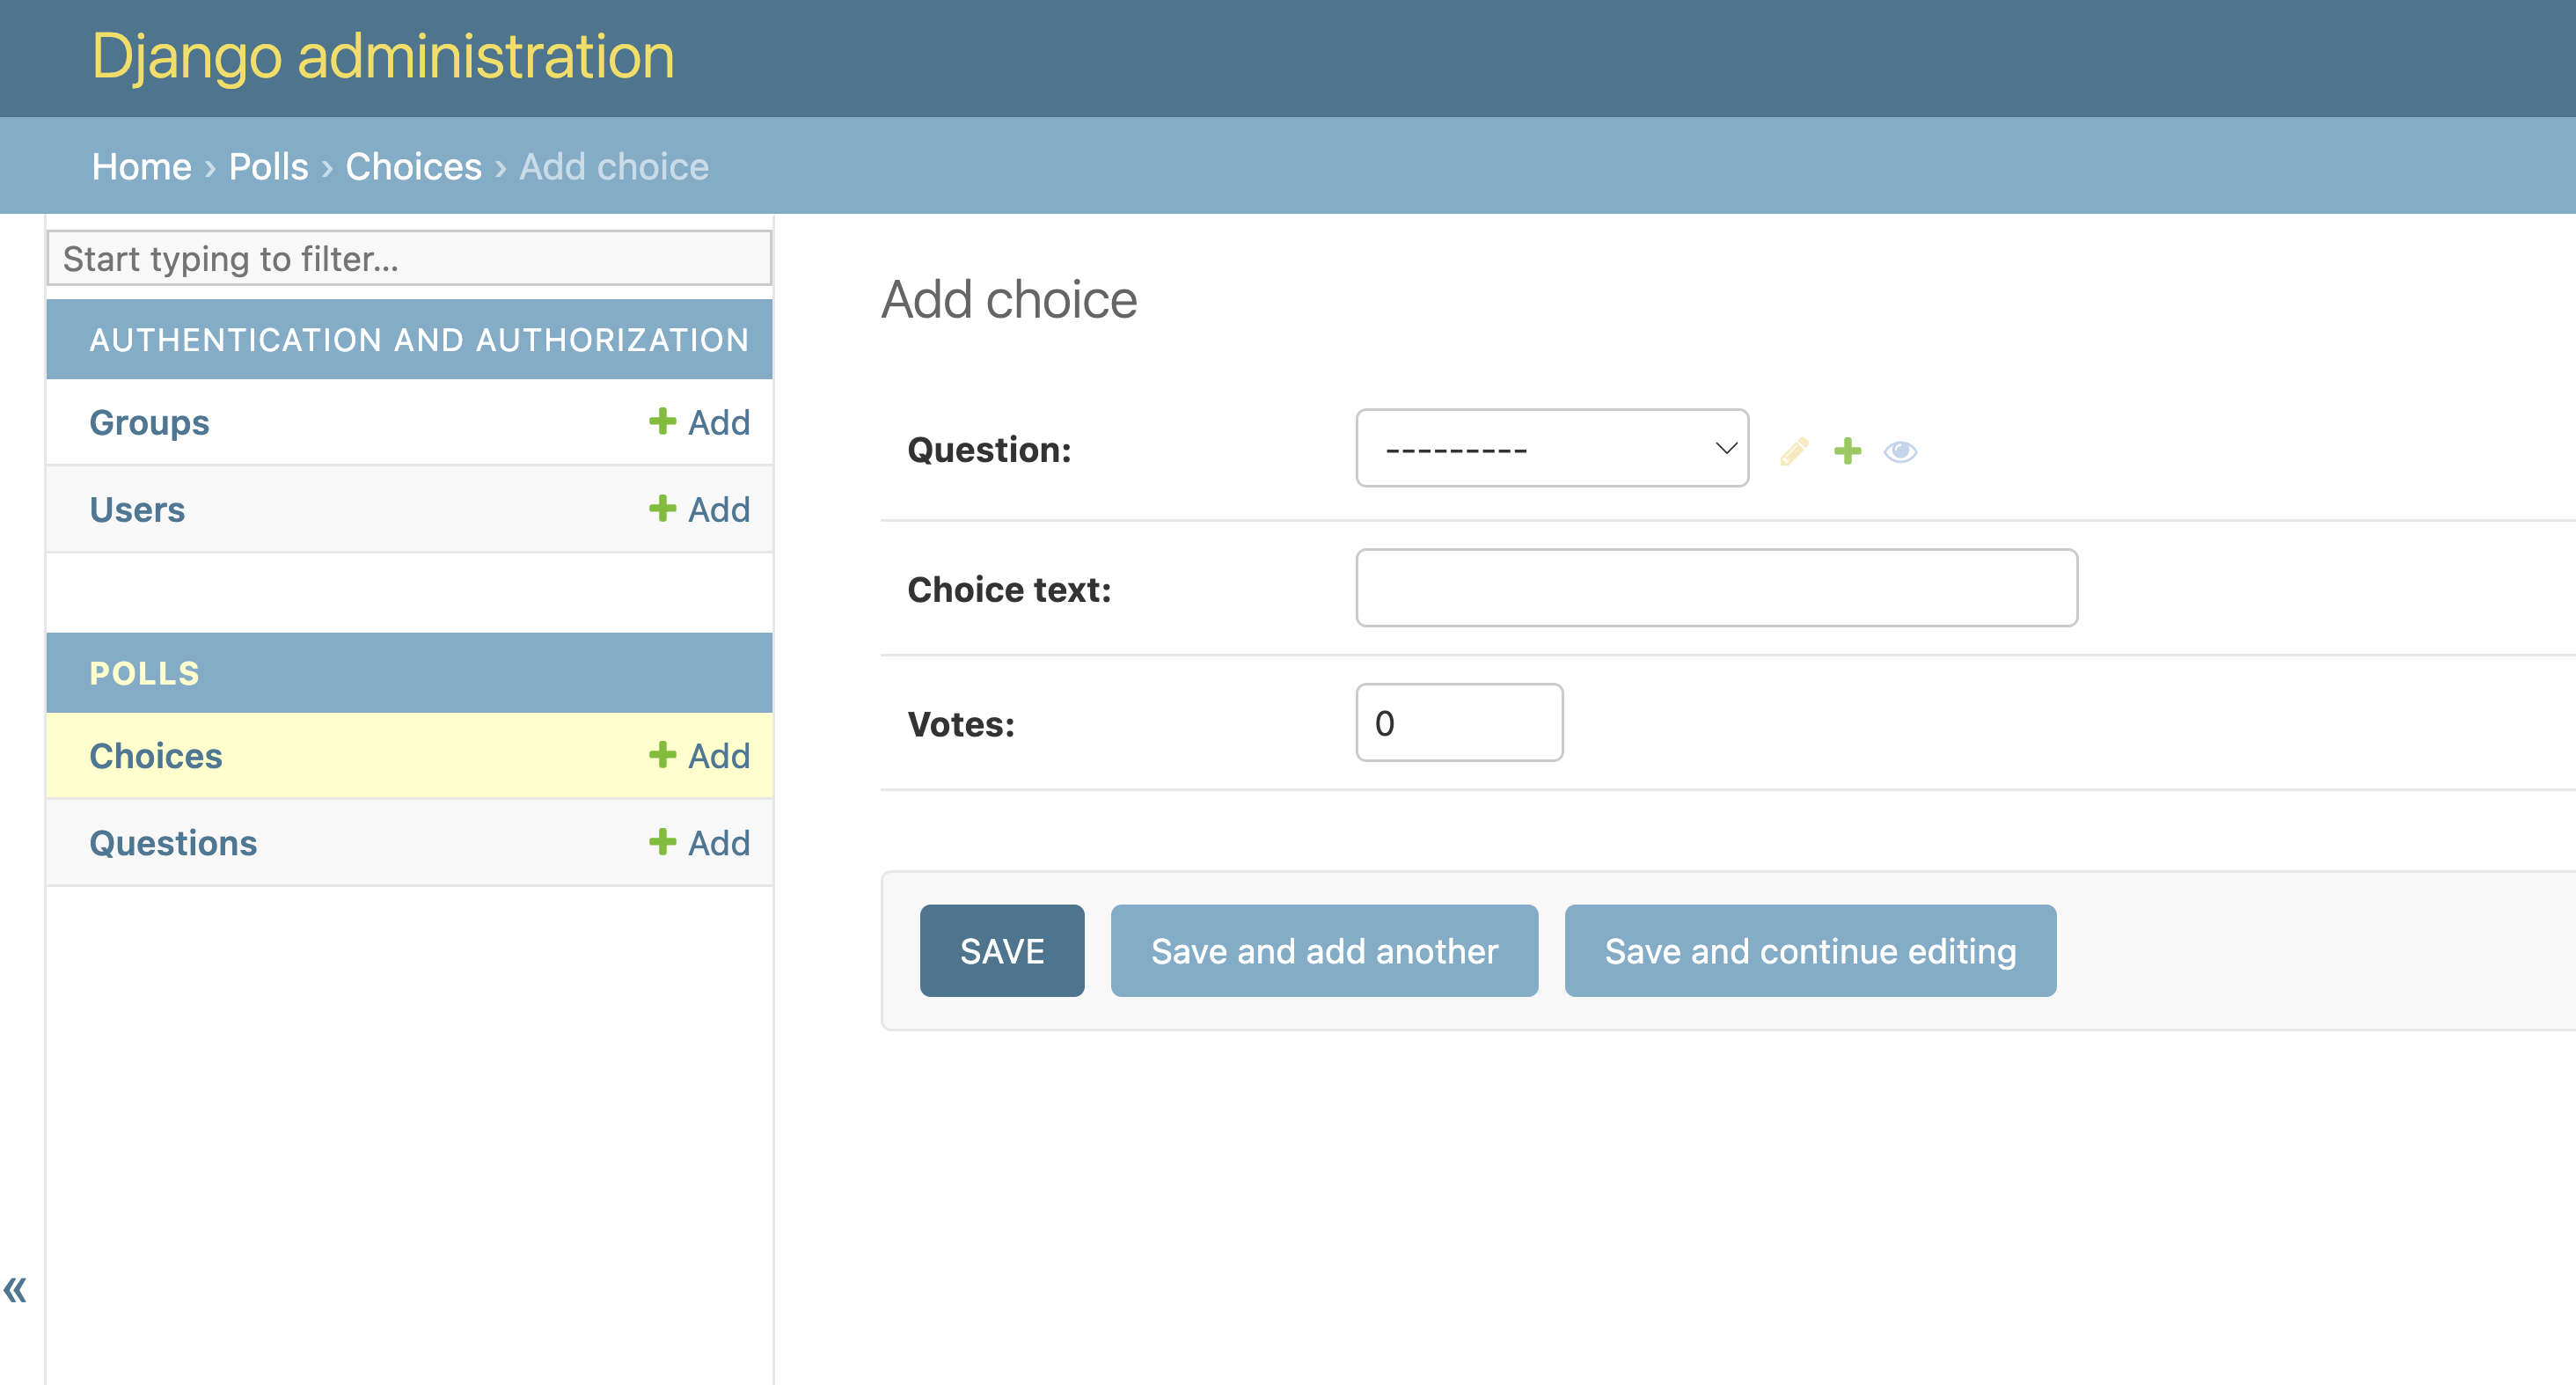 Django administration
Home › Polls › Choices › Add choice
Start typing to filter...
AUTHENTICATION AND AUTHORIZATION
Groups + Add
Users + Add
POLLS
Choices + Add
Questions + Add
«
Add choice
Question: ---------
Choice text:
Votes: 0
SAVE Save and add another Save and continue editing